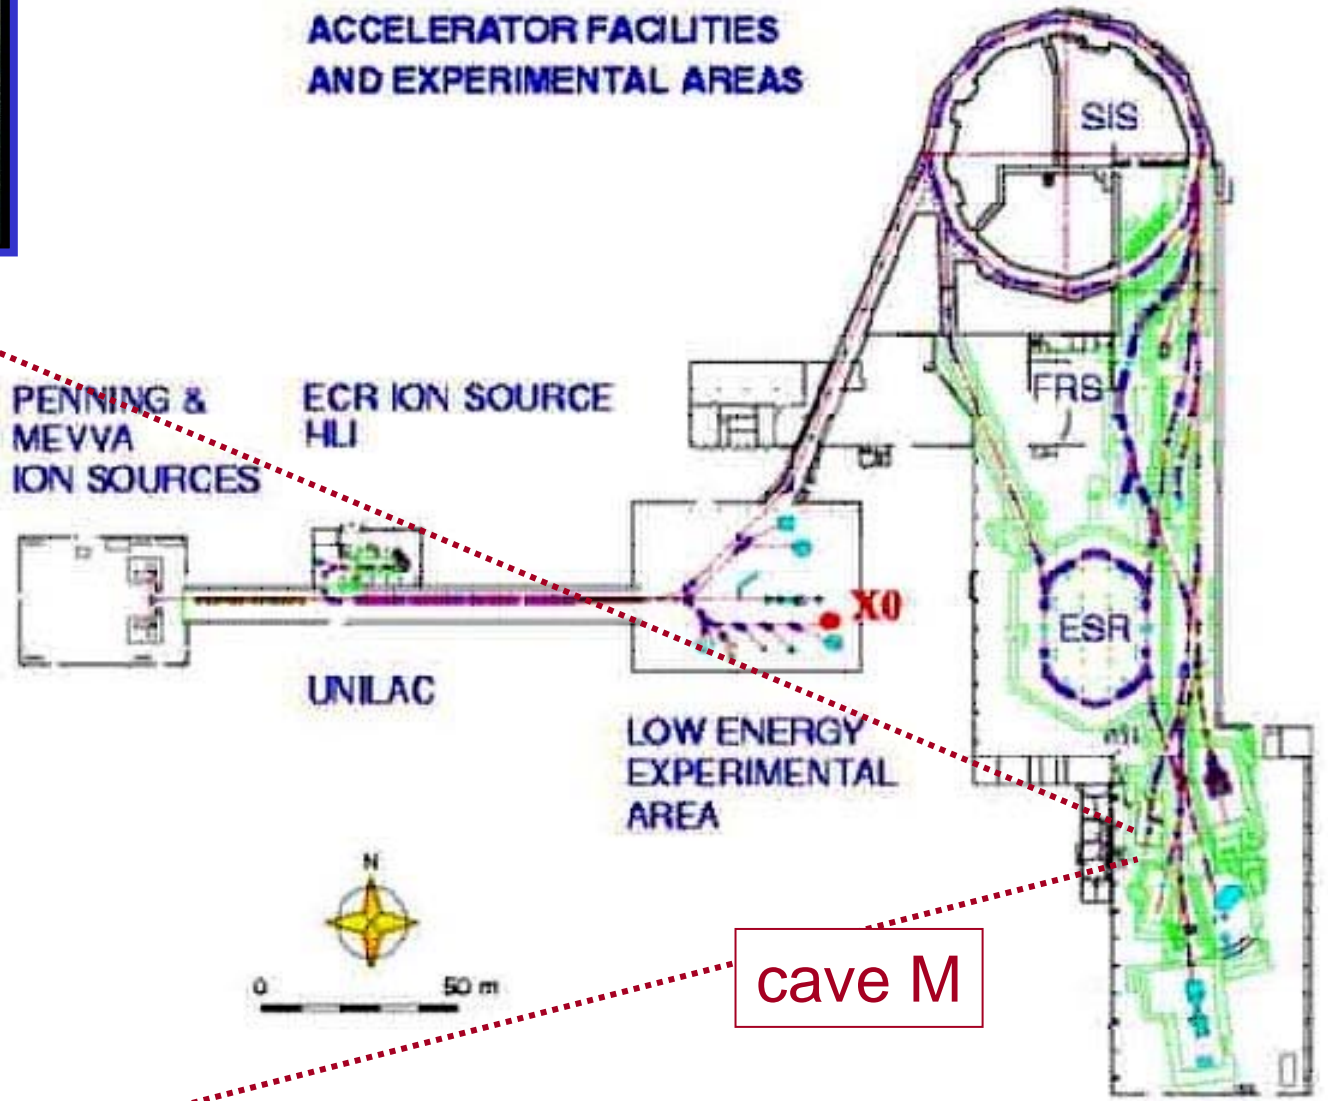 ACCELERATOR FACILITIES
AND EXPERIMENTAL AREAS
SIS
FRS
PENNING &
MEVVA
ION SOURCES
ECR ION SOURCE
HLI
X0
ESR
UNILAC
LOW ENERGY
EXPERIMENTAL
AREA
N
0 50 m
cave M